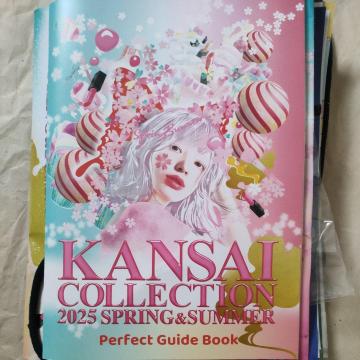 KANSAI
COLLECTION
2025 SPRING&SUMMER
Perfect Guide Book